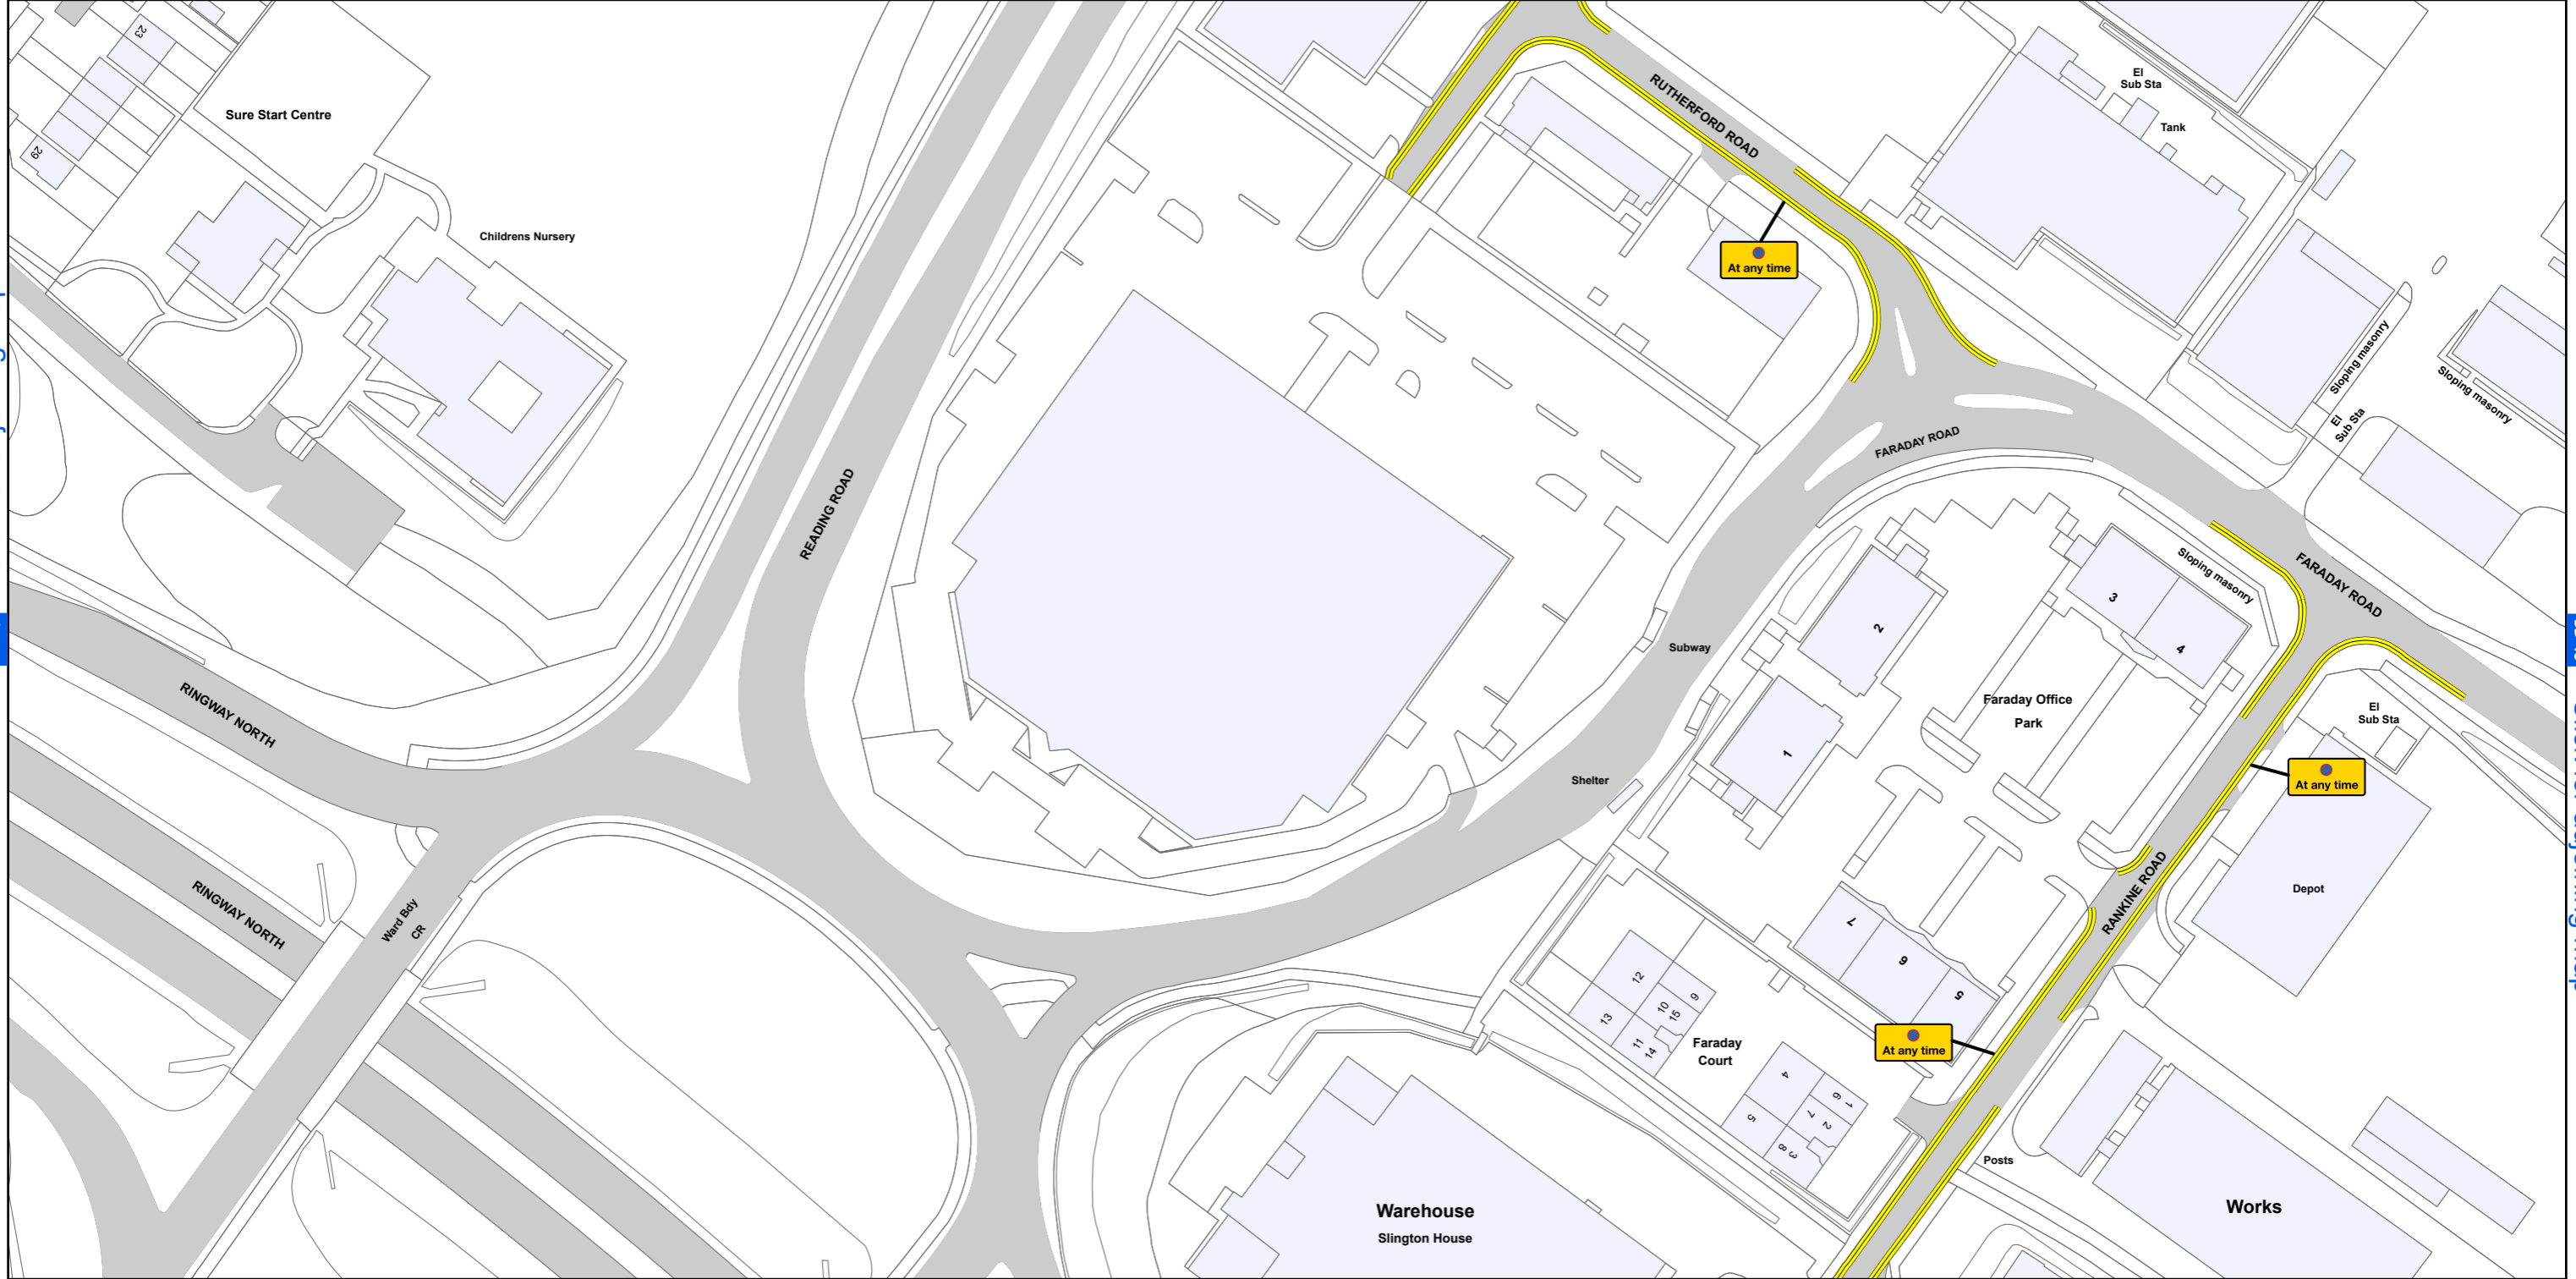 23
29
Sure Start Centre
Childrens Nursery
RUTHERFORD ROAD
At any time
El
Sub Sta
Tank
Sloping masonry
Sloping masonry
El
Sub Sta
READING ROAD
FARADAY ROAD
FARADAY ROAD
Sloping masonry
3
4
2
1
Subway
Shelter
Faraday Office
Park
El
Sub Sta
At any time
RINGWAY NORTH
RINGWAY NORTH
Ward Bdy
CR
RANKINE ROAD
Depot
7
6
5
At any time
12
9
10
15
13
11
14
Faraday
Court
4
1
6
7
2
5
8
3
Posts
Warehouse
Slington House
Works